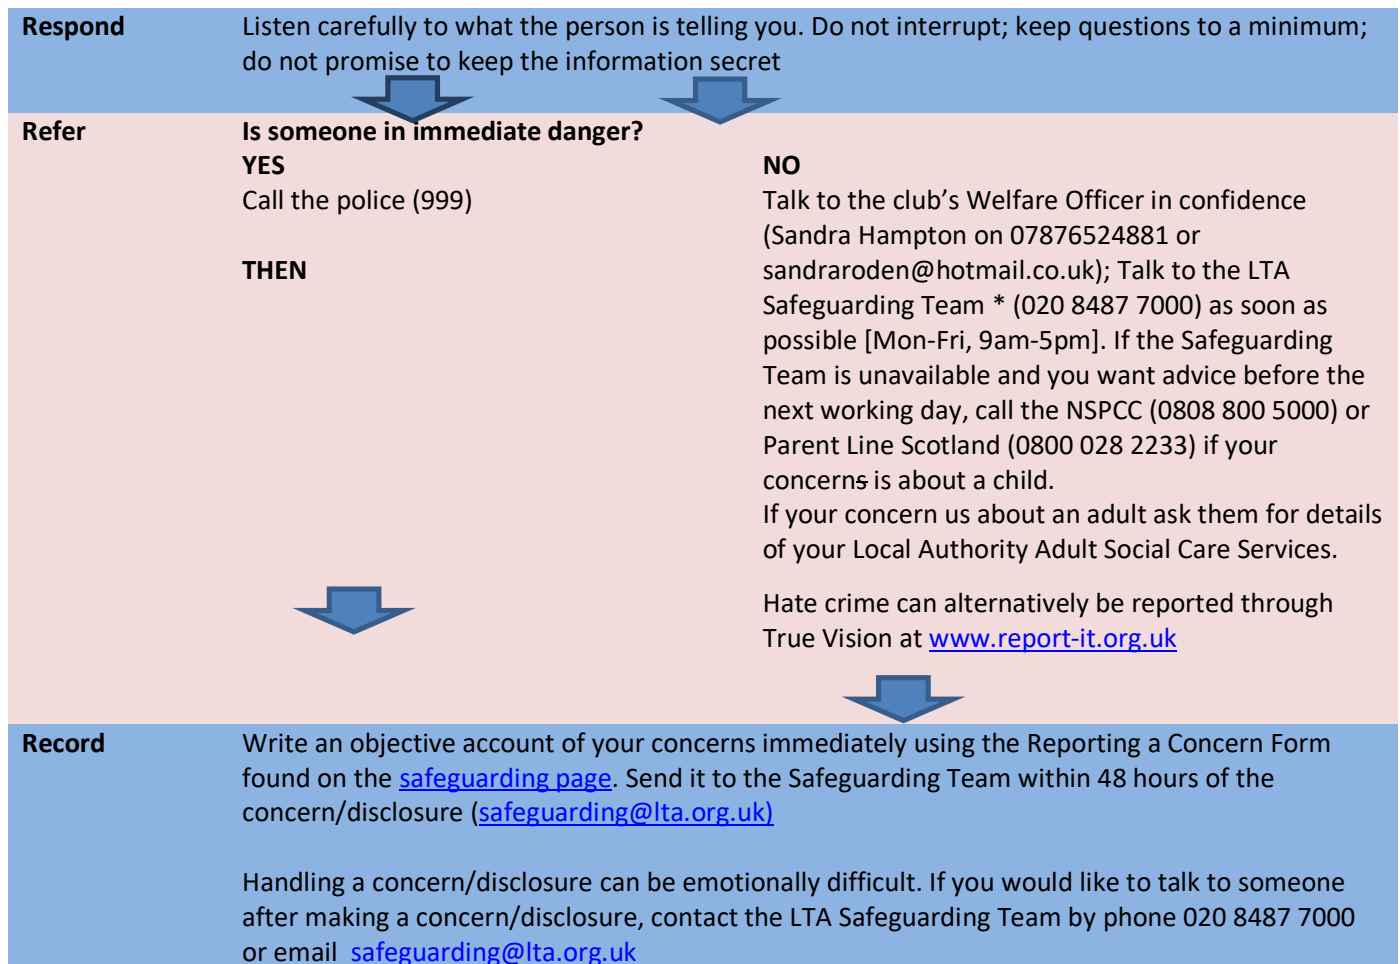 Respond
Listen carefully to what the person is telling you. Do not interrupt; keep questions to a minimum;
do not promise to keep the information secret
Refer
Is someone in immediate danger?
YES
Call the police (999)
THEN
NO
Talk to the club’s Welfare Officer in confidence
(Sandra Hampton on 07876524881 or
sandraroden@hotmail.co.uk); Talk to the LTA
Safeguarding Team * (020 8487 7000) as soon as
possible [Mon-Fri, 9am-5pm]. If the Safeguarding
Team is unavailable and you want advice before the
next working day, call the NSPCC (0808 800 5000) or
Parent Line Scotland (0800 028 2233) if your
concerns is about a child.
If your concern us about an adult ask them for details
of your Local Authority Adult Social Care Services.
Hate crime can alternatively be reported through
True Vision at www.report-it.org.uk
Record
Write an objective account of your concerns immediately using the Reporting a Concern Form
found on the safeguarding page. Send it to the Safeguarding Team within 48 hours of the
concern/disclosure (safeguarding@lta.org.uk)
Handling a concern/disclosure can be emotionally difficult. If you would like to talk to someone
after making a concern/disclosure, contact the LTA Safeguarding Team by phone 020 8487 7000
or email safeguarding@lta.org.uk